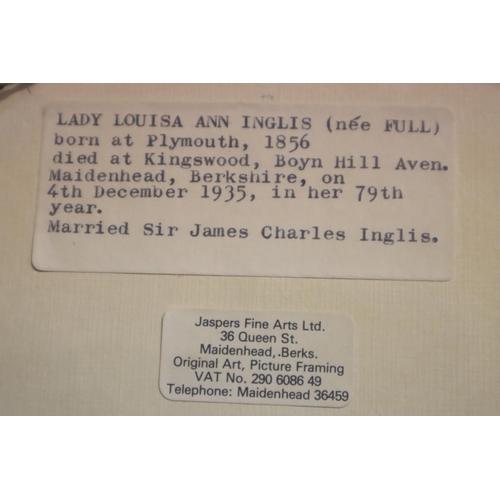 LADY LOUISA ANN INGLIS (née FULL)
born at Plymouth, 1856
died at Kingswood, Boyn Hill Aven.
Maidenhead, Berkshire, on
4th December 1935, in her 79th
year.
Married Sir James Charles Inglis.
Jaspers Fine Arts Ltd.
36 Queen St.
Maidenhead,.Berks.
Original Art, Picture Framing
VAT No. 290 6086 49
Telephone: Maidenhead 36459